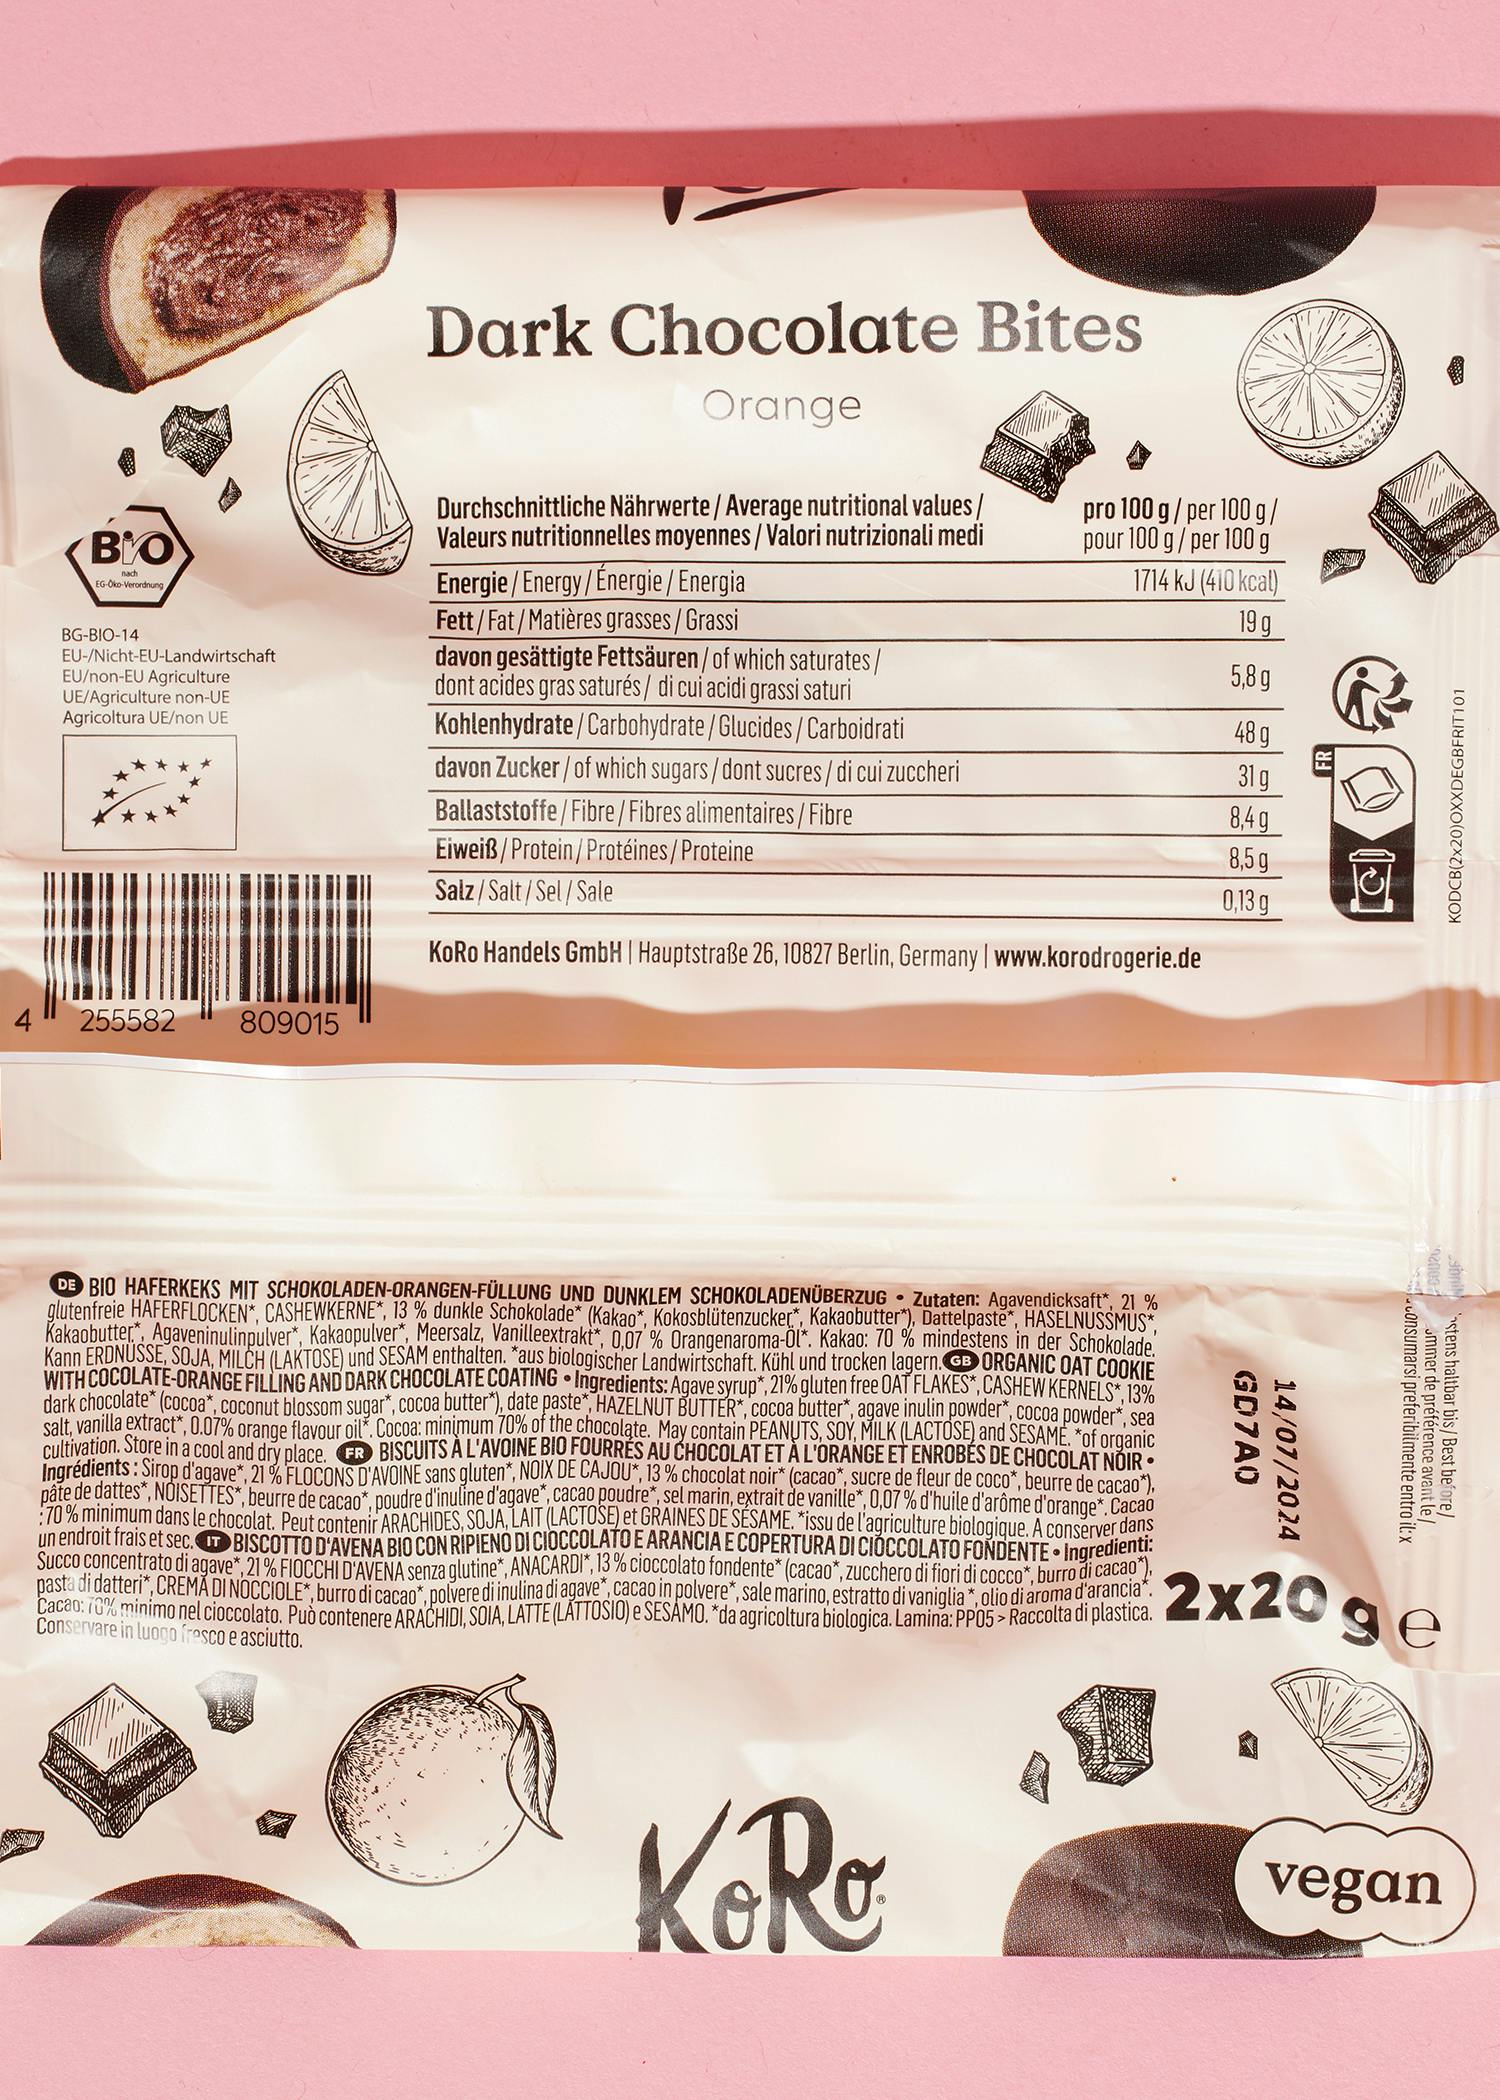 Dark Chocolate Bites
Orange
Durchschnittliche Nährwerte / Average nutritional values /
Valeurs nutritionnelles moyennes / Valori nutrizionali medi
pro 100 g / per 100 g /
pour 100 g / per 100 g
Energie / Energy / Énergie / Energia 1714 kJ (410 kcal)
Fett / Fat / Matières grasses / Grassi 19 g
davon gesättigte Fettsäuren / of which saturates /
dont acides gras saturés / di cui acidi grassi saturi 5,8 g
Kohlenhydrate / Carbohydrate / Glucides / Carboidrati 48 g
davon Zucker / of which sugars / dont sucres / di cui zuccheri 31 g
Ballaststoffe / Fibre / Fibres alimentaires / Fibre 8,4 g
Eiweiß / Protein / Protéines / Proteine 8,5 g
Salz / Salt / Sel / Sale 0,13 g
KoRo Handels GmbH | Hauptstraße 26, 10827 Berlin, Germany | www.korodrogerie.de
Bio
nach
EG-Öko-Verordnung
BG-BIO-14
EU-/Nicht-EU-Landwirtschaft
EU/non-EU Agriculture
UE/Agriculture non-UE
Agricoltura UE/non UE
4 255582 809015
FR
KODCB(2x20)OXXDEGBFRIT101
DE BIO HAFERKEKS MIT SCHOKOLADEN-ORANGEN-FÜLLUNG UND DUNKLEM SCHOKOLADENÜBERZUG • Zutaten: Agavendicksaft*, 21 %
glutenfreie HAFERFLOCKEN*, CASHEWKERNE*, 13 % dunkle Schokolade* (Kakao*, Kokosblütenzucker*, Kakaobutter*), Dattelpaste*, HASELNUSSMUS*,
Kakaobutter*, Agaveninulinpulver*, Kakaopulver*, Meersalz, Vanilleextrakt*, 0,07 % Orangenaroma-Öl*. Kakao: 70 % mindestens in der Schokolade.
Kann ERDNÜSSE, SOJA, MILCH (LAKTOSE) und SESAM enthalten. *aus biologischer Landwirtschaft. Kühl und trocken lagern. GB ORGANIC OAT COOKIE
WITH COCOLATE-ORANGE FILLING AND DARK CHOCOLATE COATING • Ingredients: Agave syrup*, 21% gluten free OAT FLAKES*, CASHEW KERNELS*, 13%
dark chocolate* (cocoa*, coconut blossom sugar*, cocoa butter*), date paste*, HAZELNUT BUTTER*, cocoa butter*, agave inulin powder*, cocoa powder*, sea
salt, vanilla extract*, 0.07% orange flavour oil*. Cocoa: minimum 70% of the chocolate. May contain PEANUTS, SOY, MILK (LACTOSE) and SESAME. *of organic
cultivation. Store in a cool and dry place. FR BISCUITS À L'AVOINE BIO FOURRÉS AU CHOCOLAT ET À L'ORANGE ET ENROBÉS DE CHOCOLAT NOIR •
Ingrédients : Sirop d'agave*, 21 % FLOCONS D'AVOINE sans gluten*, NOIX DE CAJOU*, 13 % chocolat noir* (cacao*, sucre de fleur de coco*, beurre de cacao*),
pâte de dattes*, NOISETTES*, beurre de cacao*, poudre d'inuline d'agave*, cacao poudre*, sel marin, extrait de vanille*, 0,07 % d'huile d'arôme d'orange*. Cacao
: 70 % minimum dans le chocolat. Peut contenir ARACHIDES, SOJA, LAIT (LACTOSE) et GRAINES DE SÉSAME. *issu de l'agriculture biologique. A conserver dans
un endroit frais et sec. IT BISCOTTO D'AVENA BIO CON RIPIENO DI CIOCCOLATO E ARANCIA E COPERTURA DI CIOCCOLATO FONDENTE • Ingredienti:
Succo concentrato di agave*, 21 % FIOCCHI D'AVENA senza glutine*, ANACARDI*, 13 % cioccolato fondente* (cacao*, zucchero di fiori di cocco*, burro di cacao*),
pasta di datteri*, CREMA DI NOCCIOLE*, burro di cacao*, polvere di inulina di agave*, cacao in polvere*, sale marino, estratto di vaniglia*, olio di aroma d'arancia*.
Cacao: 70% minimo nel cioccolato. Può contenere ARACHIDI, SOIA, LATTE (LATTOSIO) e SESAMO. *da agricoltura biologica. Lamina: PP05 > Raccolta di plastica.
Conservare in luogo fresco e asciutto.
haltbar bis / Best before /
de préférence avant le /
consumarsi preferibilmente entro il: x
14/07/2024
GD7A0
2x20 g e
KoRo®
vegan